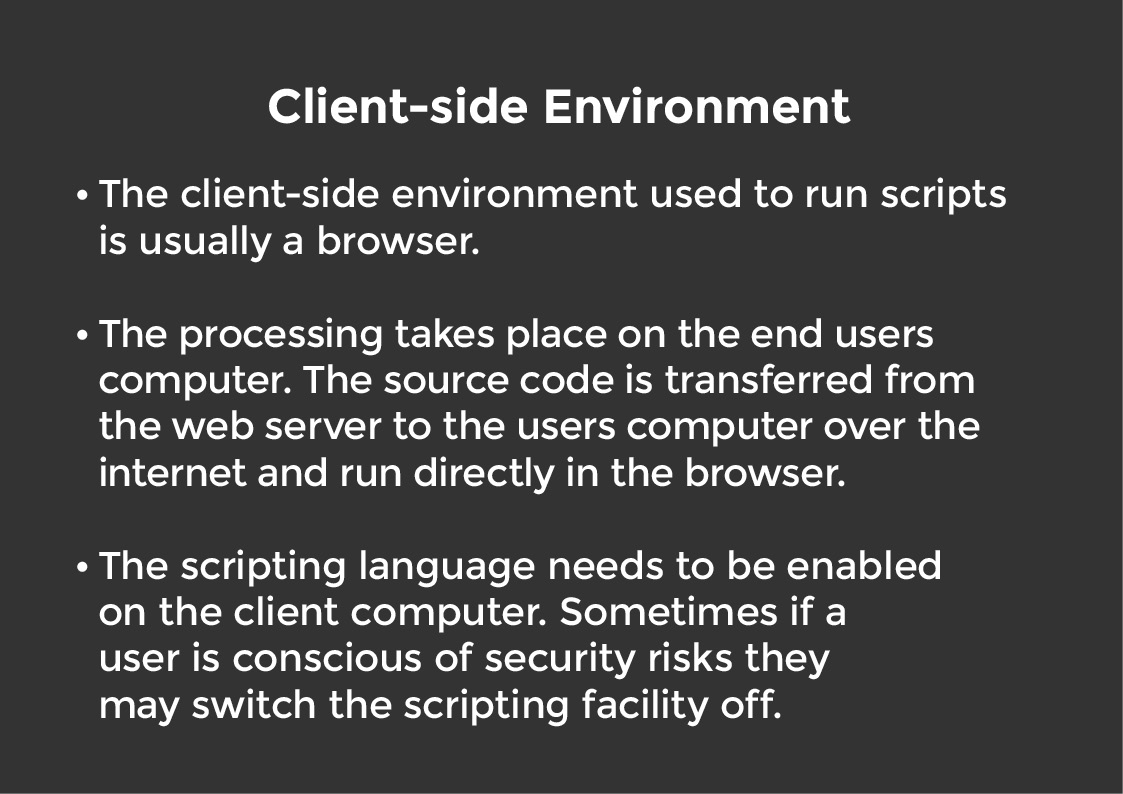 Client-side Environment
• The client-side environment used to run scripts
is usually a browser.
• The processing takes place on the end users
computer. The source code is transferred from
the web server to the users computer over the
internet and run directly in the browser.
• The scripting language needs to be enabled
on the client computer. Sometimes if a
user is conscious of security risks they
may switch the scripting facility off.